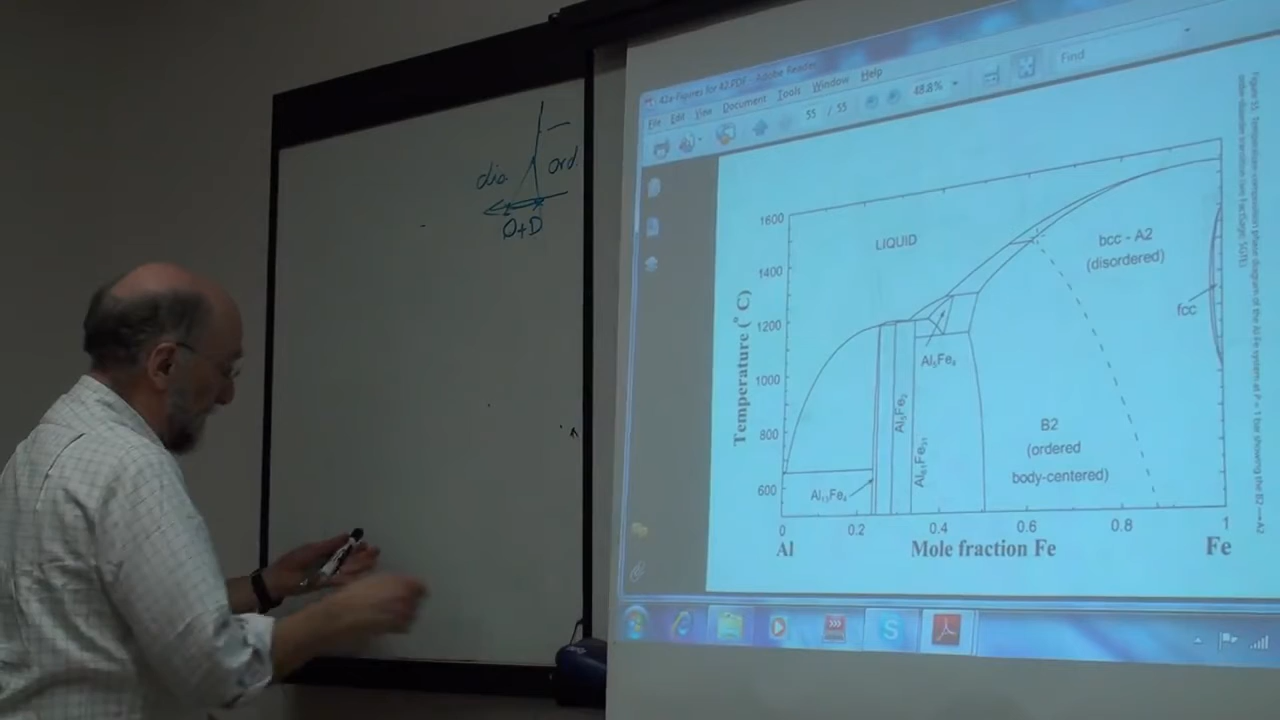 dis.
ord.
O+D
42a-Figures for 42.PDF - Adobe Reader
File Edit View Document Tools Window Help
55 / 55
48.8%
Find
1600
1400
1200
1000
800
600
Temperature (°C)
LIQUID
bcc - A2
(disordered)
fcc
Al5Fe4
Al5Fe2
Al61Fe31
Al13Fe4
B2
(ordered
body-centered)
0 0.2 0.4 0.6 0.8 1
Al Mole fraction Fe Fe